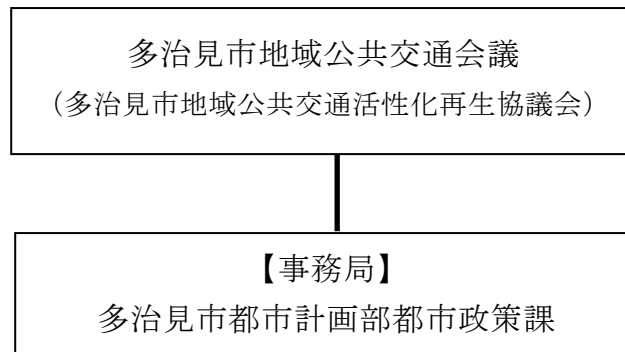 多治見市地域公共交通会議
（多治見市地域公共交通活性化再生協議会）
【事務局】
多治見市都市計画部都市政策課